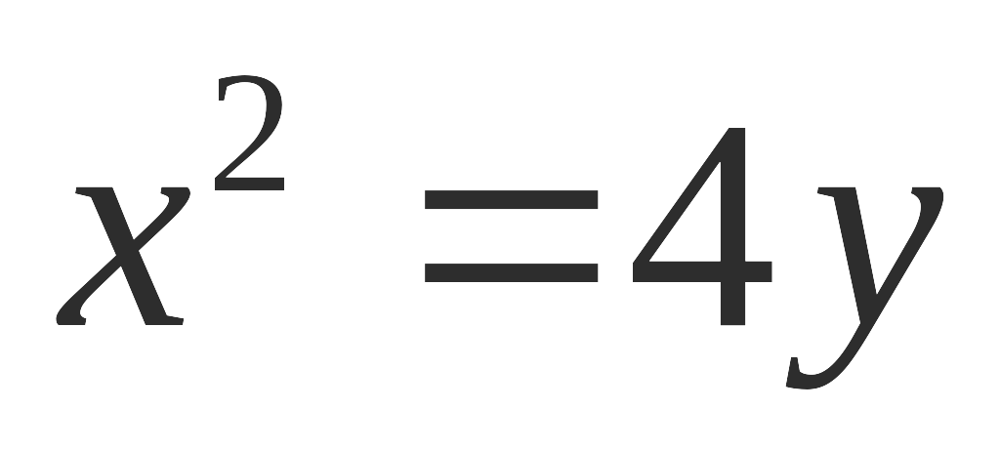 x² = 4y